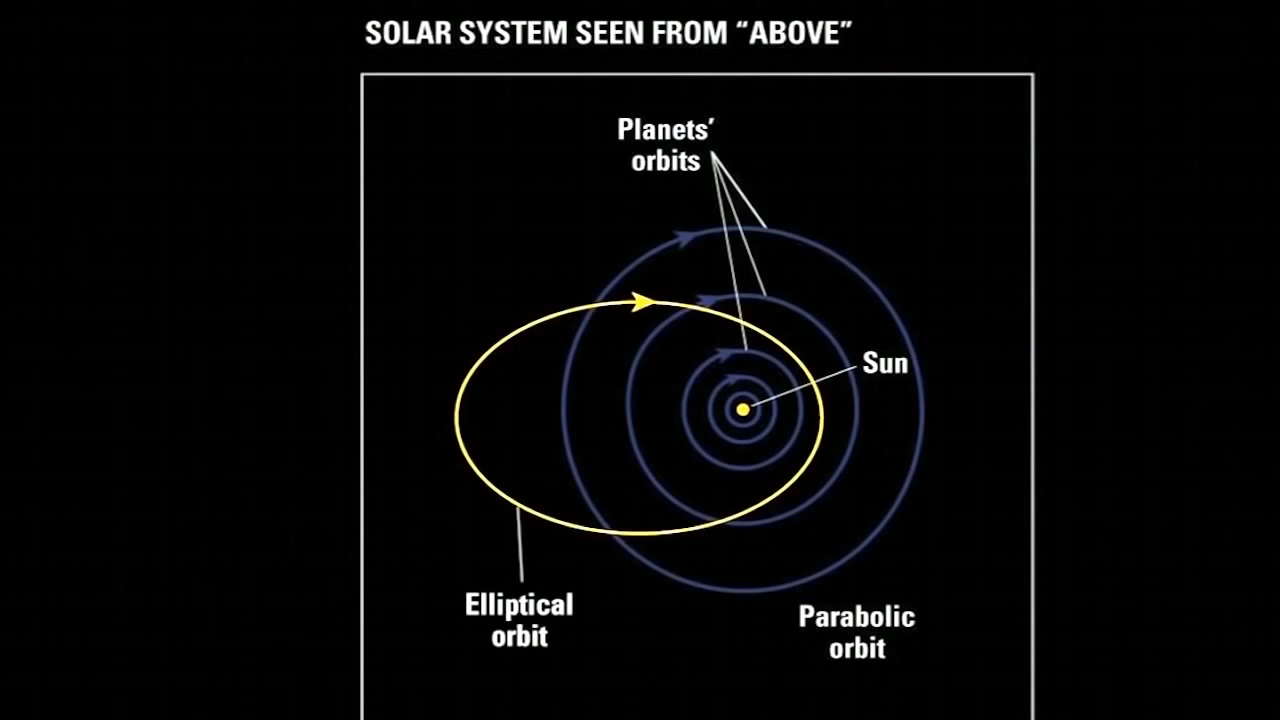 SOLAR SYSTEM SEEN FROM “ABOVE”
Planets’
orbits
Sun
Elliptical
orbit
Parabolic
orbit